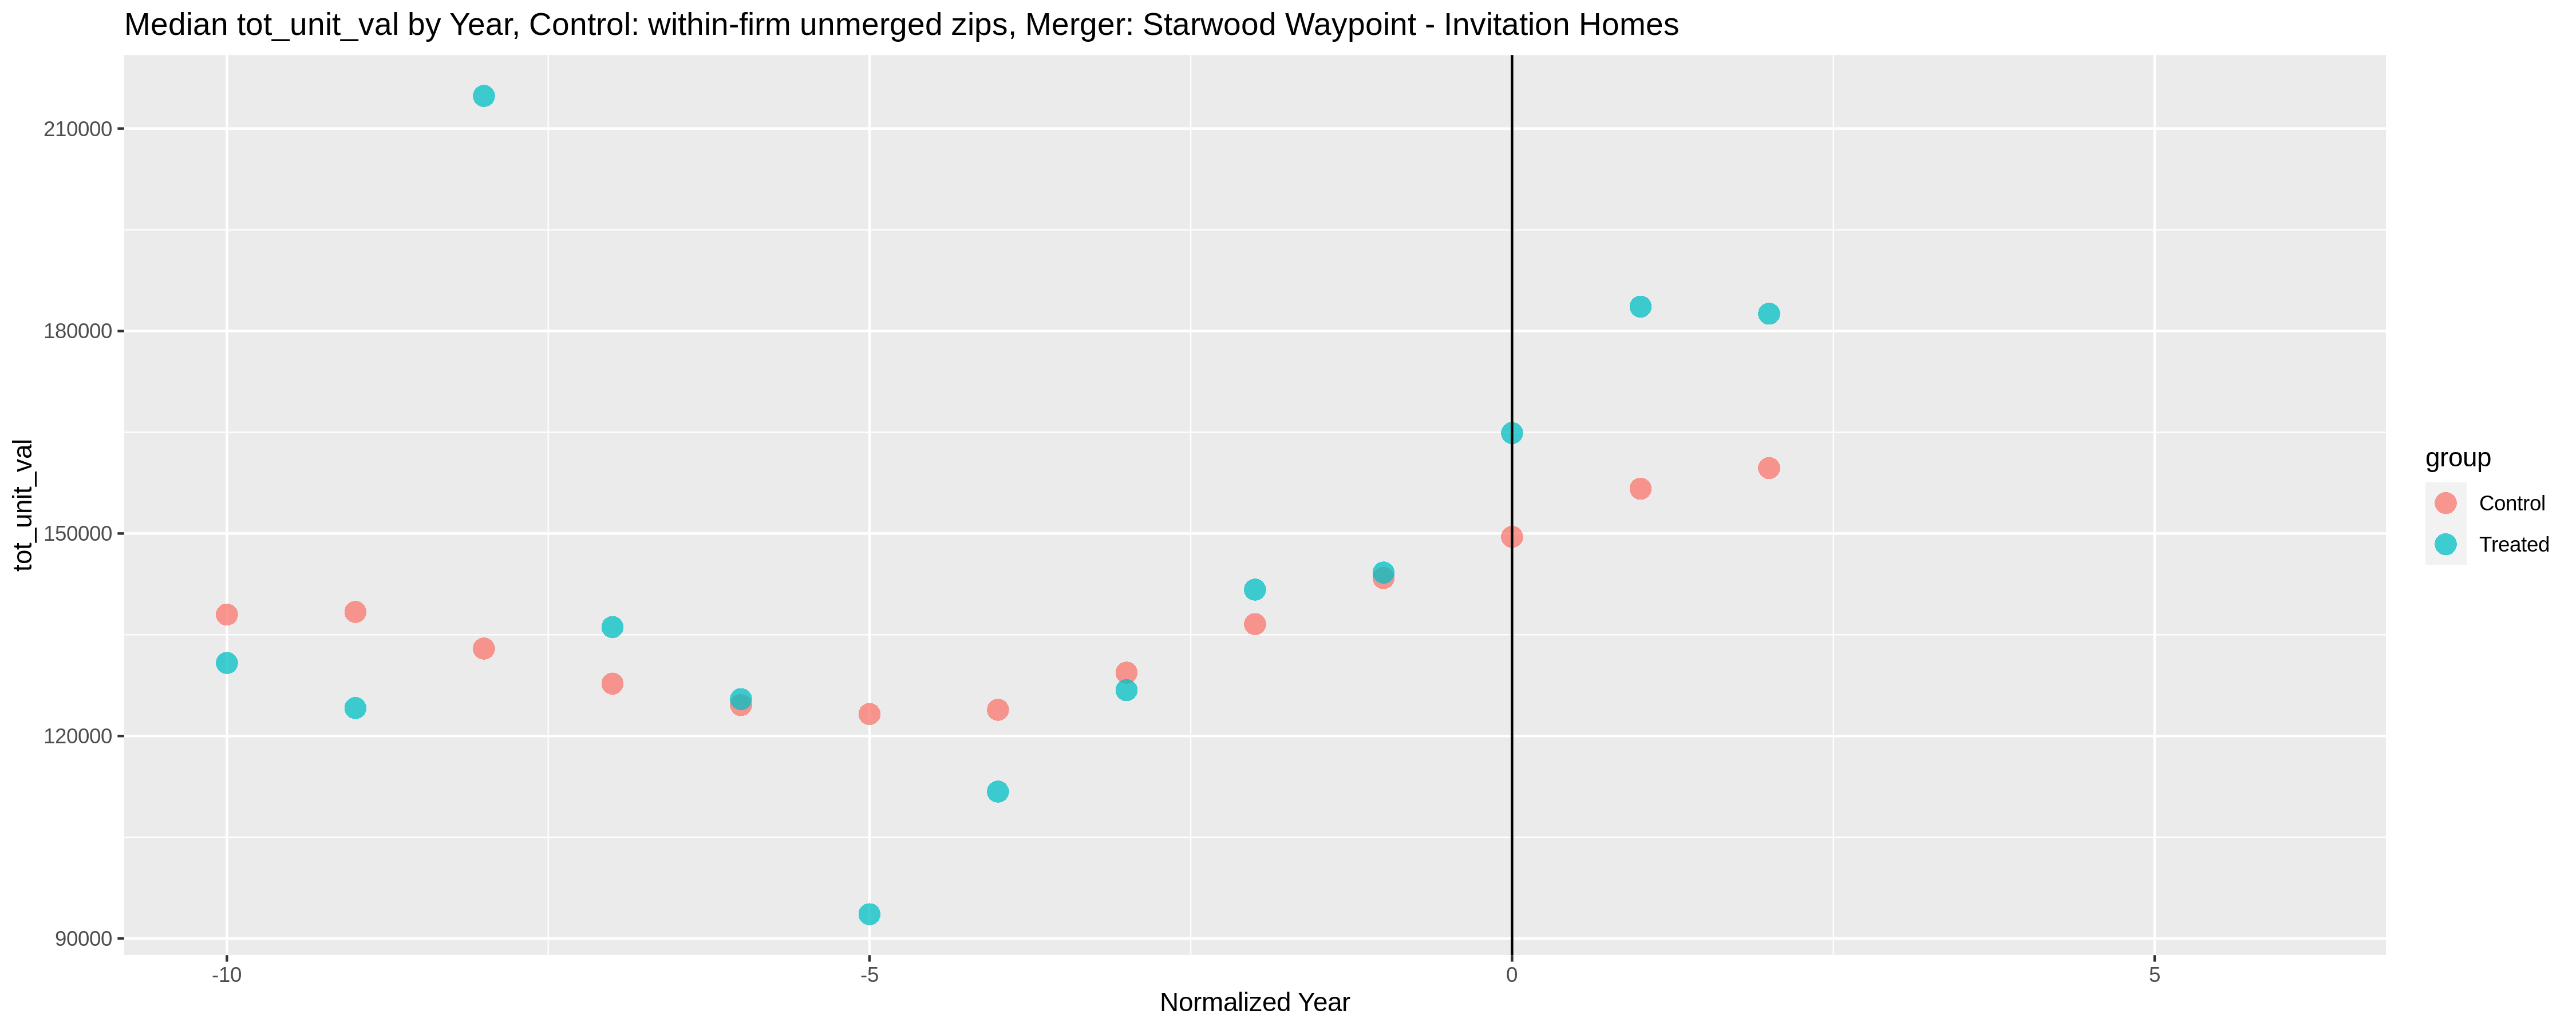 Median tot_unit_val by Year, Control: within-firm unmerged zips, Merger: Starwood Waypoint - Invitation Homes
tot_unit_val
210000
180000
150000
120000
90000
-10
-5
0
5
Normalized Year
group
Control
Treated